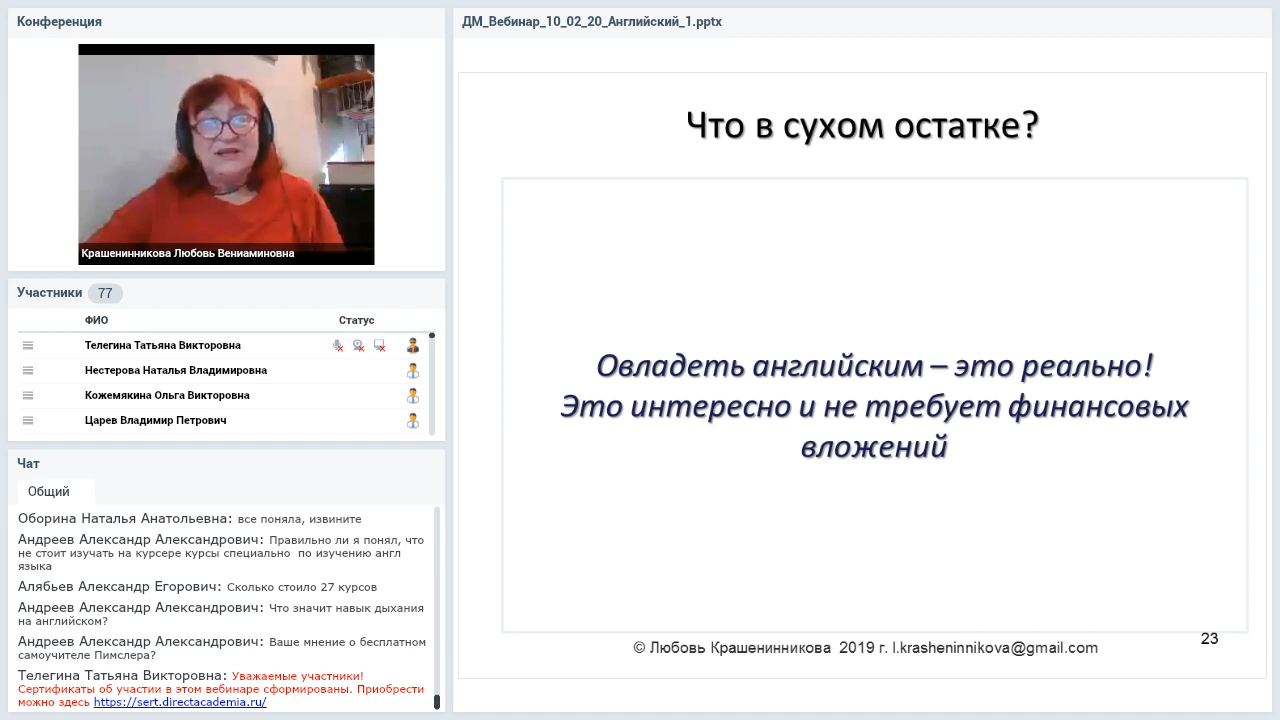 Конференция
Крашенинникова Любовь Вениаминовна
Участники 77
ФИО Статус
Телегина Татьяна Викторовна
Нестерова Наталья Владимировна
Кожемякина Ольга Викторовна
Царев Владимир Петрович
Чат
Общий
Оборина Наталья Анатольевна: все поняла, извините
Андреев Александр Александрович: Правильно ли я понял, что
не стоит изучать на курсере курсы специально по изучению англ
языка
Алябьев Александр Егорович: Сколько стоило 27 курсов
Андреев Александр Александрович: Что значит навык дыхания
на английском?
Андреев Александр Александрович: Ваше мнение о бесплатном
самоучителе Пимслера?
Телегина Татьяна Викторовна: Уважаемые участники!
Сертификаты об участии в этом вебинаре сформированы. Приобрести
можно здесь https://sert.directacademia.ru/
ДМ_Вебинар_10_02_20_Английский_1.pptx
Что в сухом остатке?
Овладеть английским – это реально!
Это интересно и не требует финансовых
вложений
© Любовь Крашенинникова 2019 г. l.krasheninnikova@gmail.com
23